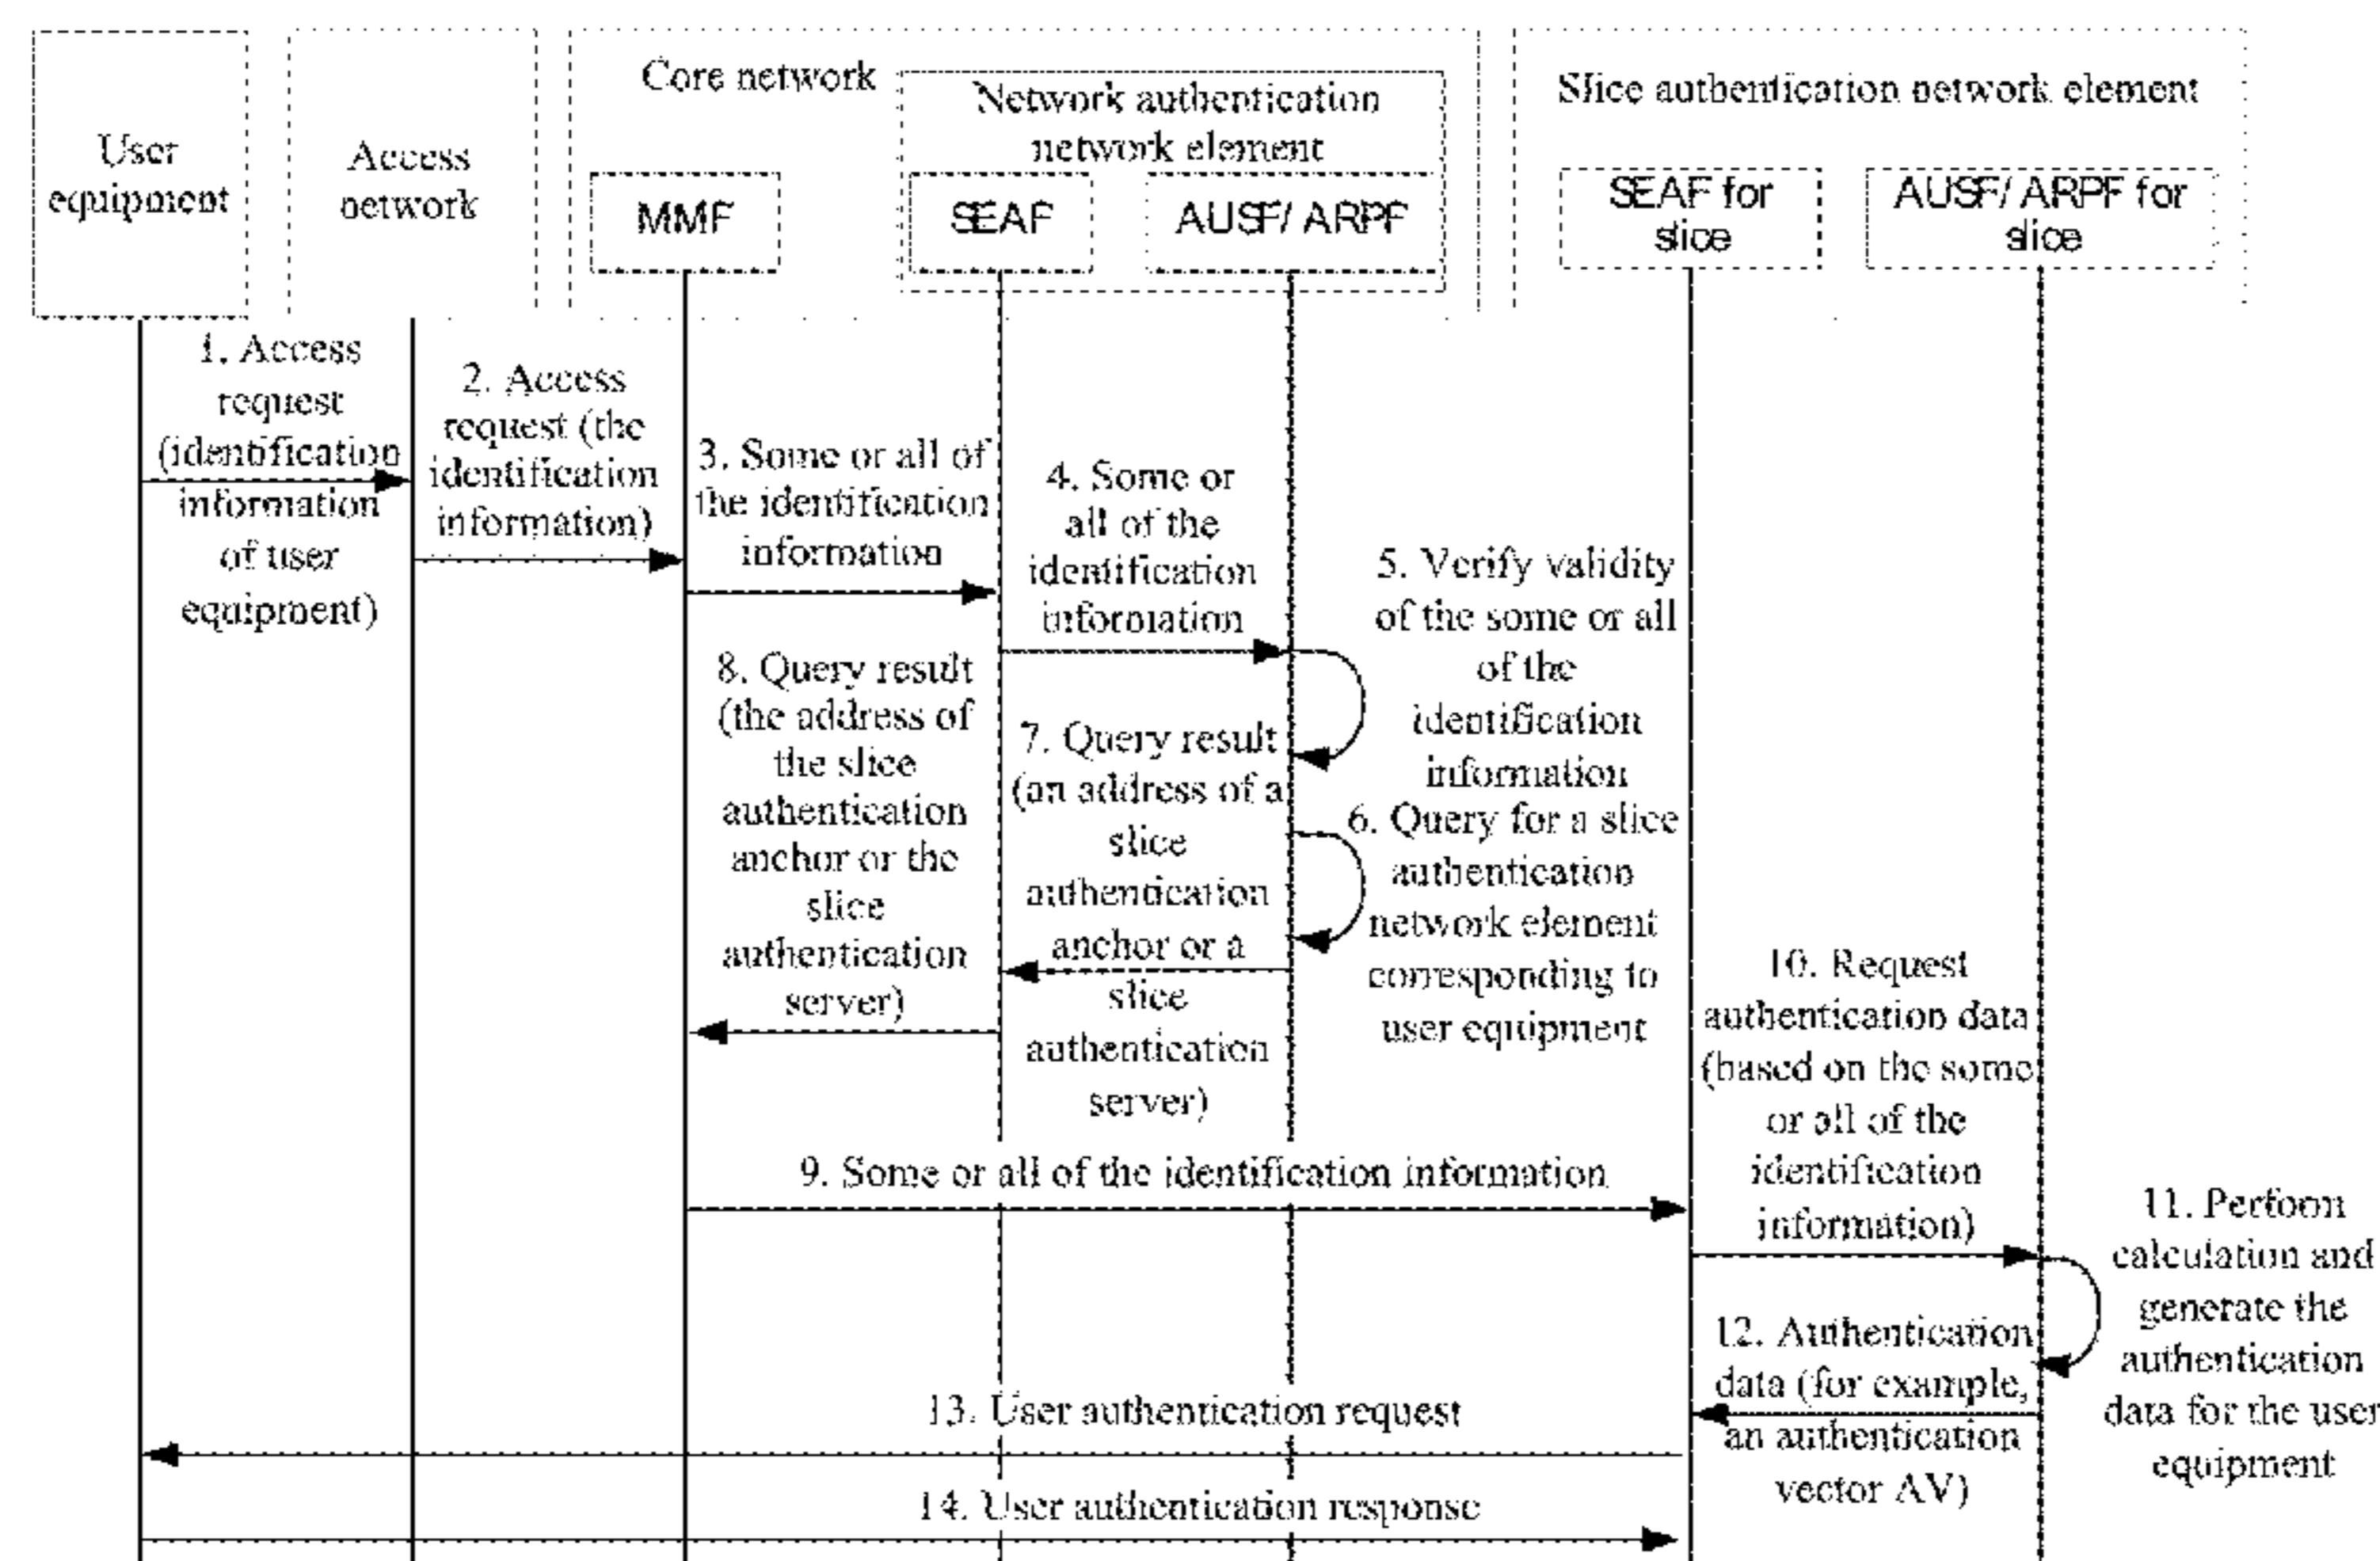 User
equipment
Access
network
Core network
Network authentication
network element
MMF
SEAF
AUSF/ ARPF
Slice authentication network element
SEAF for
slice
AUSF/ ARPF for
slice
1. Access
request
(identification
information
of user
equipment)
2. Access
request (the
identification
information)
3. Some or all of
the identification
information
4. Some or
all of the
identification
information
5. Verify validity
of the some or all
of the
identification
information
6. Query for a slice
authentication
network element
corresponding to
user equipment
7. Query result
(an address of a
slice
authentication
anchor or a
slice
authentication
server)
8. Query result
(the address of
the slice
authentication
anchor or the
slice
authentication
server)
9. Some or all of the identification information
10. Request
authentication data
(based on the some
or all of the
identification
information)
11. Perform
calculation and
generate the
authentication
data for the user
equipment
12. Authentication
data (for example,
an authentication
vector AV)
13. User authentication request
14. User authentication response